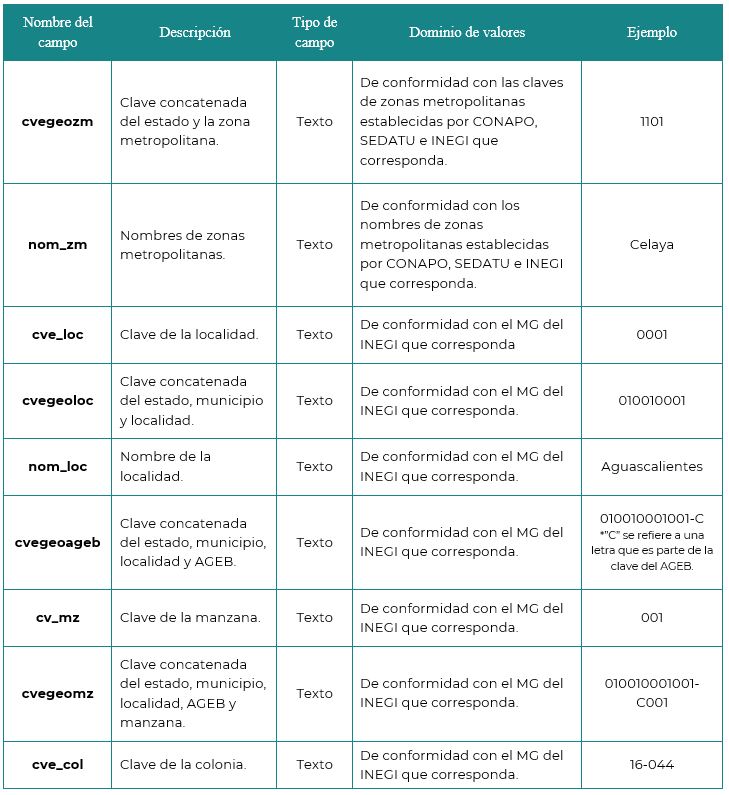 Nombre del
campo
Descripción
Tipo de
campo
Dominio de valores
Ejemplo
cvegeozm
Clave concatenada
del estado y la zona
metropolitana.
Texto
De conformidad con las claves
de zonas metropolitanas
establecidas por CONAPO,
SEDATU e INEGI que
corresponda.
1101
nom_zm
Nombres de zonas
metropolitanas.
Texto
De conformidad con los
nombres de zonas
metropolitanas establecidas
por CONAPO, SEDATU e INEGI
que corresponda.
Celaya
cve_loc
Clave de la localidad.
Texto
De conformidad con el MG del
INEGI que corresponda
0001
cvegeoloc
Clave concatenada
del estado, municipio
y localidad.
Texto
De conformidad con el MG del
INEGI que corresponda.
010010001
nom_loc
Nombre de la
localidad.
Texto
De conformidad con el MG del
INEGI que corresponda.
Aguascalientes
cvegeoageb
Clave concatenada
del estado, municipio,
localidad y AGEB.
Texto
De conformidad con el MG del
INEGI que corresponda.
010010001001-C
*"C" se refiere a una
letra que es parte de la
clave del AGEB.
cv_mz
Clave de la manzana.
Texto
De conformidad con el MG del
INEGI que corresponda.
001
cvegeomz
Clave concatenada
del estado, municipio,
localidad, AGEB y
manzana.
Texto
De conformidad con el MG del
INEGI que corresponda.
010010001001-
C001
cve_col
Clave de la colonia.
Texto
De conformidad con el MG del
INEGI que corresponda.
16-044